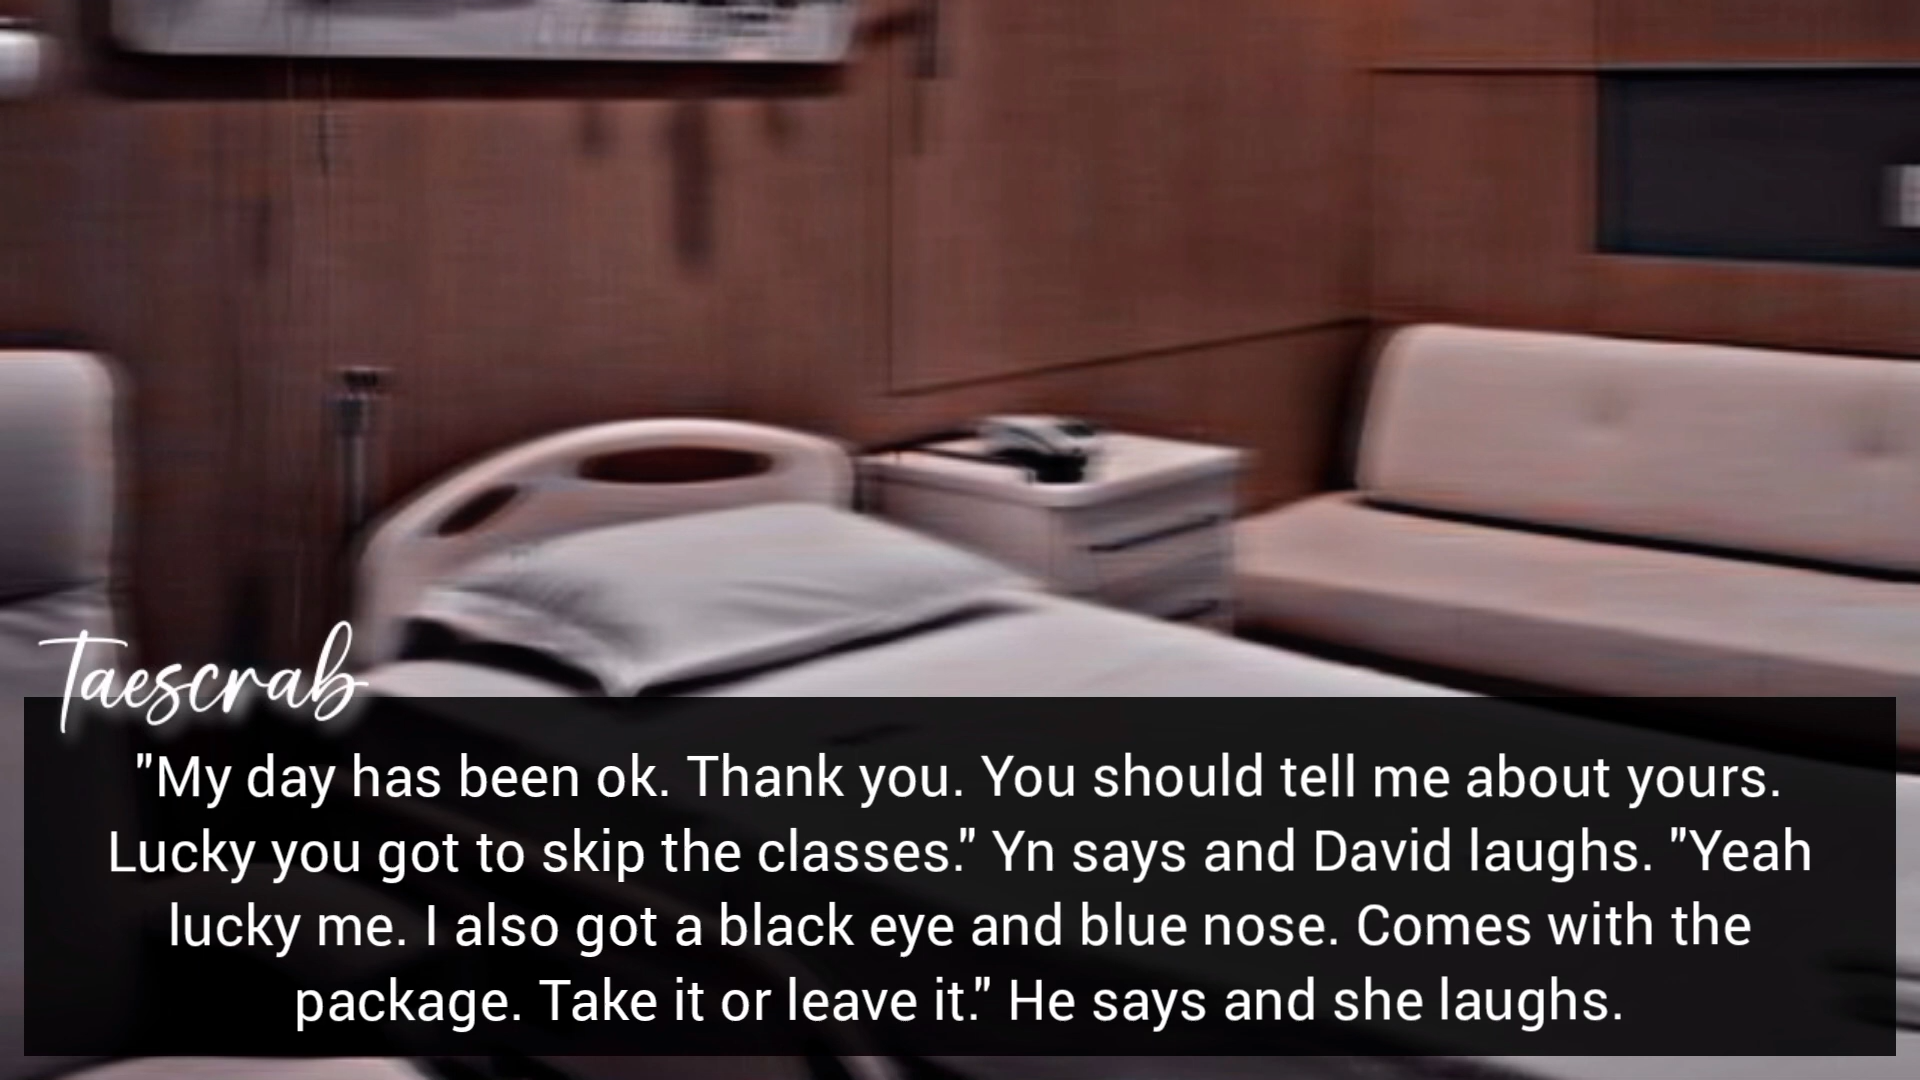 Taescrab
"My day has been ok. Thank you. You should tell me about yours.
Lucky you got to skip the classes." Yn says and David laughs. "Yeah
lucky me. I also got a black eye and blue nose. Comes with the
package. Take it or leave it." He says and she laughs.